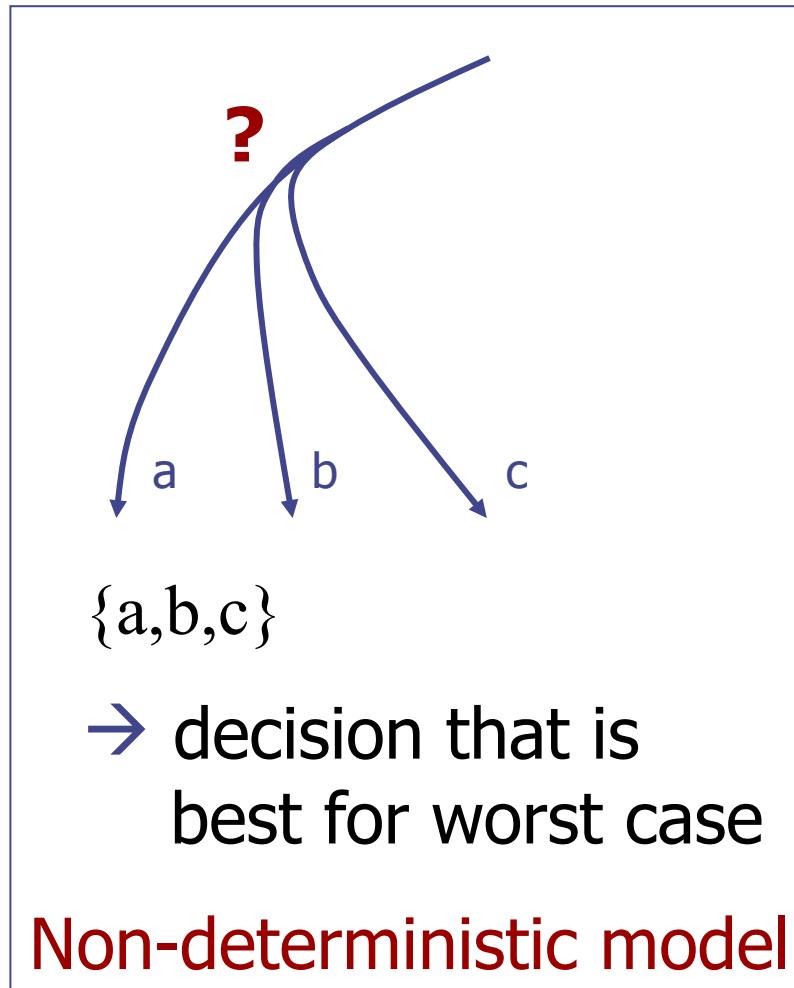 ?
a b c
{a,b,c}
→ decision that is
best for worst case
Non-deterministic model